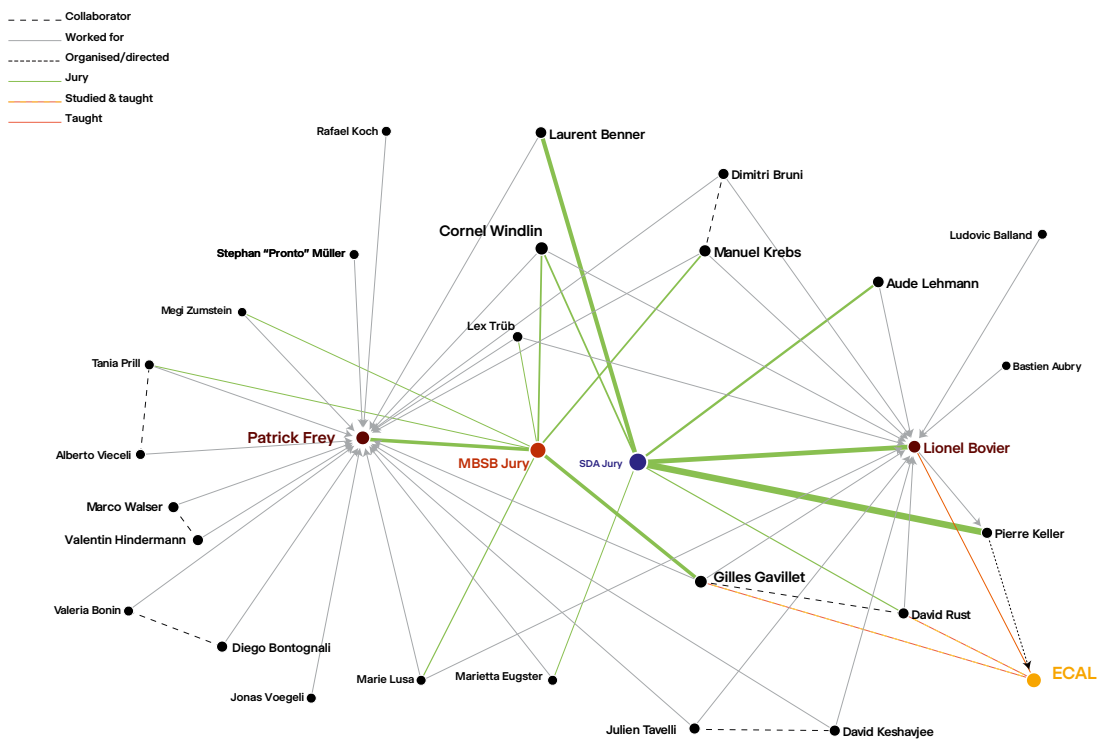 Collaborator
Worked for
Organised/directed
Jury
Studied & taught
Taught
Rafael Koch
Laurent Benner
Dimitri Bruni
Cornel Windlin
Ludovic Balland
Stephan “Pronto” Müller
Manuel Krebs
Aude Lehmann
Megi Zumstein
Lex Trüb
Tania Prill
Bastien Aubry
Patrick Frey
Lionel Bovier
Alberto Vieceli
MBSB Jury
SDA Jury
Marco Walser
Pierre Keller
Valentin Hindermann
Gilles Gavillet
Valeria Bonin
David Rust
Diego Bontognali
ECAL
Marie Lusa
Marietta Eugster
Jonas Voegeli
Julien Tavelli
David Keshavjee